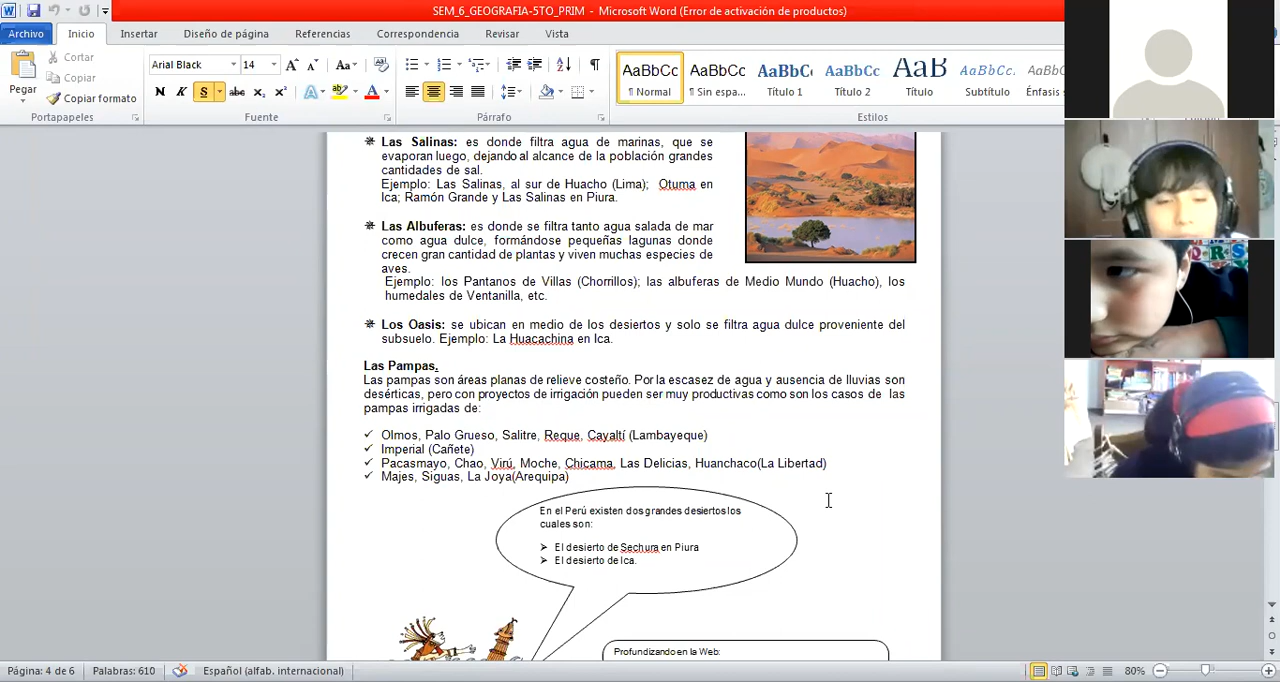 SEM_6_GEOGRAFIA-5TO_PRIM - Microsoft Word (Error de activación de productos)
Archivo Inicio Insertar Diseño de página Referencias Correspondencia Revisar Vista
Pegar
Cortar
Copiar
Copiar formato
Portapapeles
Arial Black 14
Fuente
Párrafo
AaBbCc AaBbCc AaBbC AaBbCc AaB AaBbCc AaBbCc
¶ Normal ¶ Sin espa... Título 1 Título 2 Título Subtítulo Énfasis
Estilos
Las Salinas: es donde filtra agua de marinas, que se
evaporan luego, dejando al alcance de la población grandes
cantidades de sal.
Ejemplo: Las Salinas, al sur de Huacho (Lima); Otuma en
Ica; Ramón Grande y Las Salinas en Piura.
Las Albuferas: es donde se filtra tanto agua salada de mar
como agua dulce, formándose pequeñas lagunas donde
crecen gran cantidad de plantas y viven muchas especies de
aves.
Ejemplo: los Pantanos de Villas (Chorrillos); las albuferas de Medio Mundo (Huacho), los
humedales de Ventanilla, etc.
Los Oasis: se ubican en medio de los desiertos y solo se filtra agua dulce proveniente del
subsuelo. Ejemplo: La Huacachina en Ica.
Las Pampas.
Las pampas son áreas planas de relieve costeño. Por la escasez de agua y ausencia de lluvias son
desérticas, pero con proyectos de irrigación pueden ser muy productivas como son los casos de las
pampas irrigadas de:
✓ Olmos, Palo Grueso, Salitre, Reque, Cayaltí (Lambayeque)
✓ Imperial (Cañete)
✓ Pacasmayo, Chao, Virú, Moche, Chicama, Las Delicias, Huanchaco(La Libertad)
✓ Majes, Siguas, La Joya(Arequipa)
En el Perú existen dos grandes desiertos los
cuales son:
➢ El desierto de Sechura en Piura
➢ El desierto de Ica.
Profundizando en la Web:
Página: 4 de 6 Palabras: 610 Español (alfab. internacional) 80%